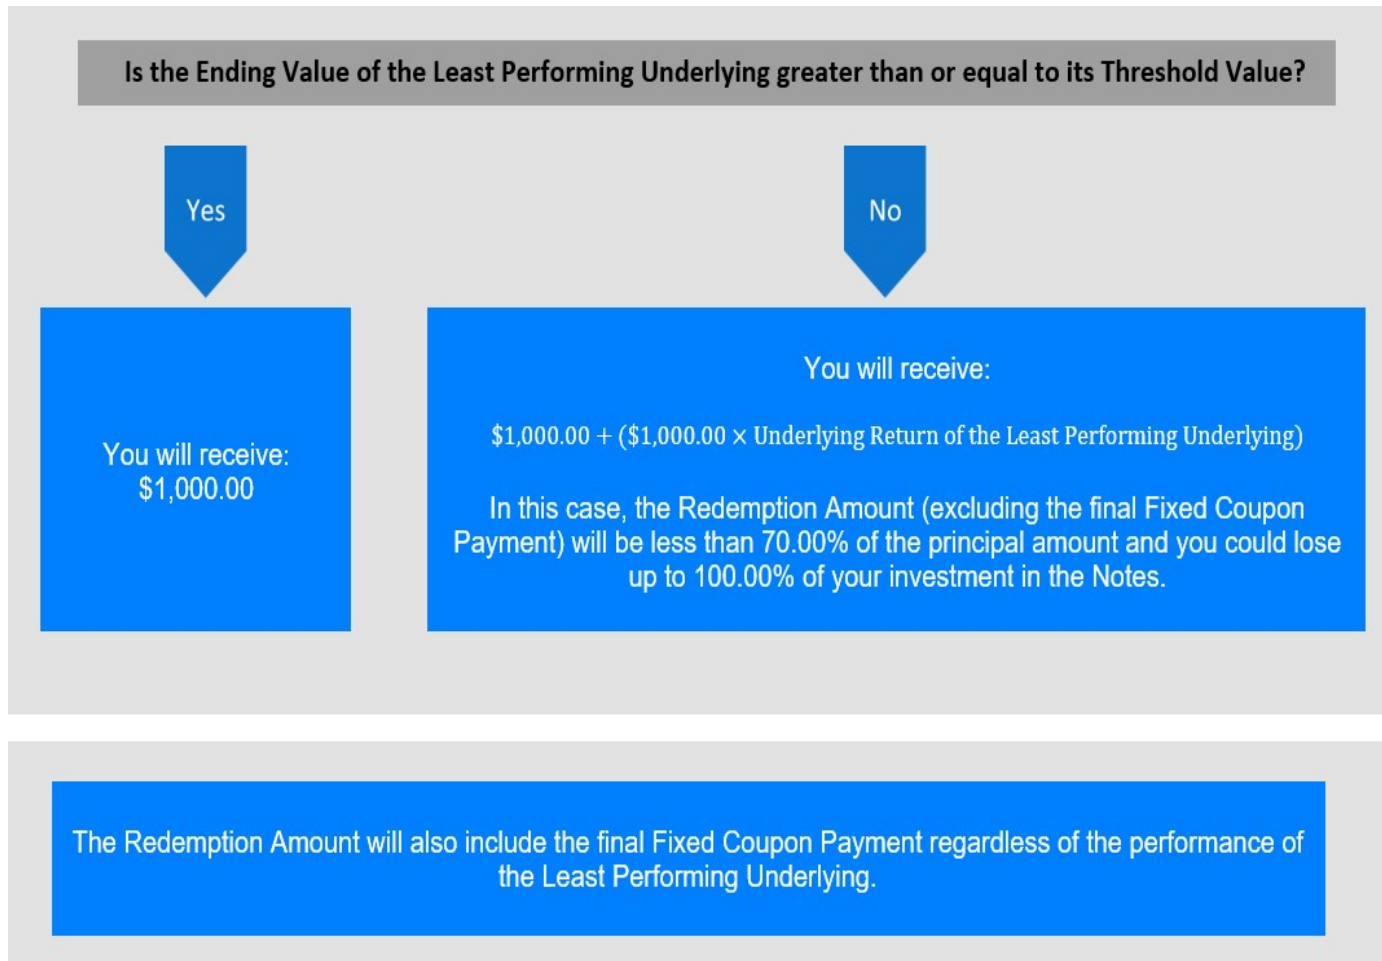 Is the Ending Value of the Least Performing Underlying greater than or equal to its Threshold Value?
Yes
No
You will receive:
$1,000.00
You will receive:
$1,000.00 + ($1,000.00 × Underlying Return of the Least Performing Underlying)
In this case, the Redemption Amount (excluding the final Fixed Coupon
Payment) will be less than 70.00% of the principal amount and you could lose
up to 100.00% of your investment in the Notes.
The Redemption Amount will also include the final Fixed Coupon Payment regardless of the performance of
the Least Performing Underlying.